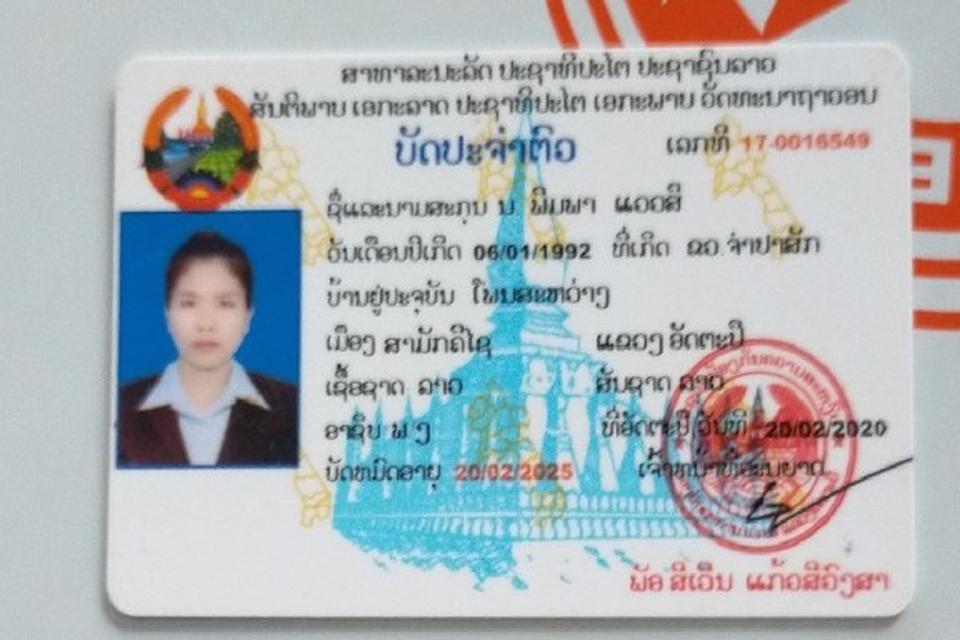 ສາທາລະນະລັດ ປະຊາທິປະໄຕ ປະຊາຊົນລາວ
ສັນຕິພາບ ເອກະລາດ ປະຊາທິປະໄຕ ເອກະພາບ ວັດທະນາຖາວອນ
ບັດປະຈຳຕົວ ເລກທີ 17-0016549
ຊື່ແລະນາມສະກຸນ ນ ພິມພາ ແວວສີ
ວັນເດືອນປີເກີດ 06/01/1992 ທີ່ເກີດ ຂວ.ຈຳປາສັກ
ບ້ານຢູ່ປະຈຸບັນ ໂພນສະຫວ່າງ
ເມືອງ ສາມັກຄີໄຊ ແຂວງ ອັດຕະປື
ເຊື້ອຊາດ ລາວ ສັນຊາດ ລາວ
ອາຊີບ ພ ງ ທີ່ອັດຕະປື ວັນທີ 20/02/2020
ບັດຫມົດອາຍຸ 20/02/2025 ເຈົ້າຫນ້າທີ່ອະນຸຍາດ
ພັອ ສີເວີນ ແກ້ວສີວົງສາ